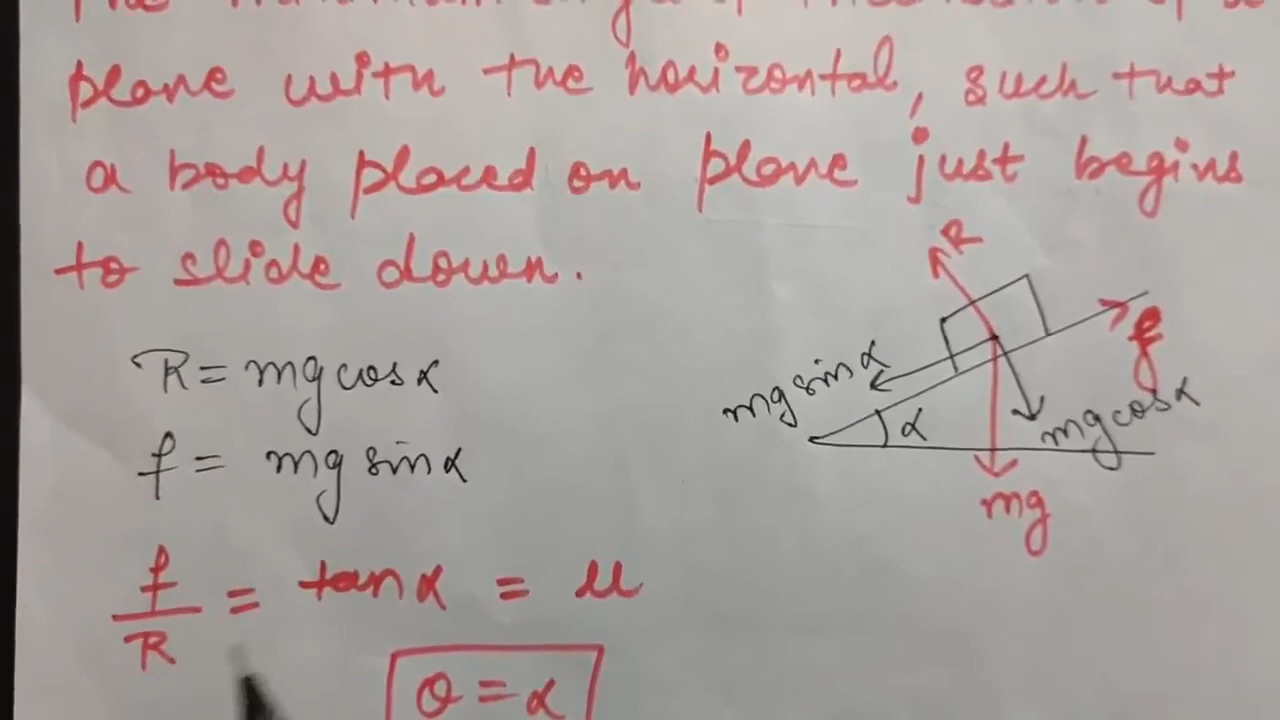 plane with the horizontal, such that
a body placed on plane just begins
to slide down.
R
mg sin α
f
α
mg cos α
mg
R = mg cos α
f = mg sin α
f/R = tan α = μ
θ = α